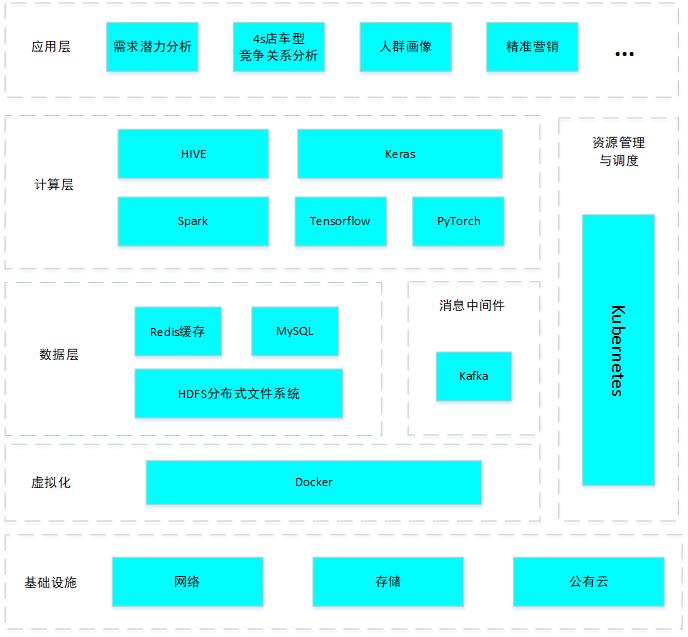 应用层
需求潜力分析
4s店车型
竞争关系分析
人群画像
精准营销
...
计算层
HIVE
Keras
Spark
Tensorflow
PyTorch
资源管理
与调度
Kubernetes
数据层
Redis缓存
MySQL
HDFS分布式文件系统
消息中间件
Kafka
虚拟化
Docker
基础设施
网络
存储
公有云